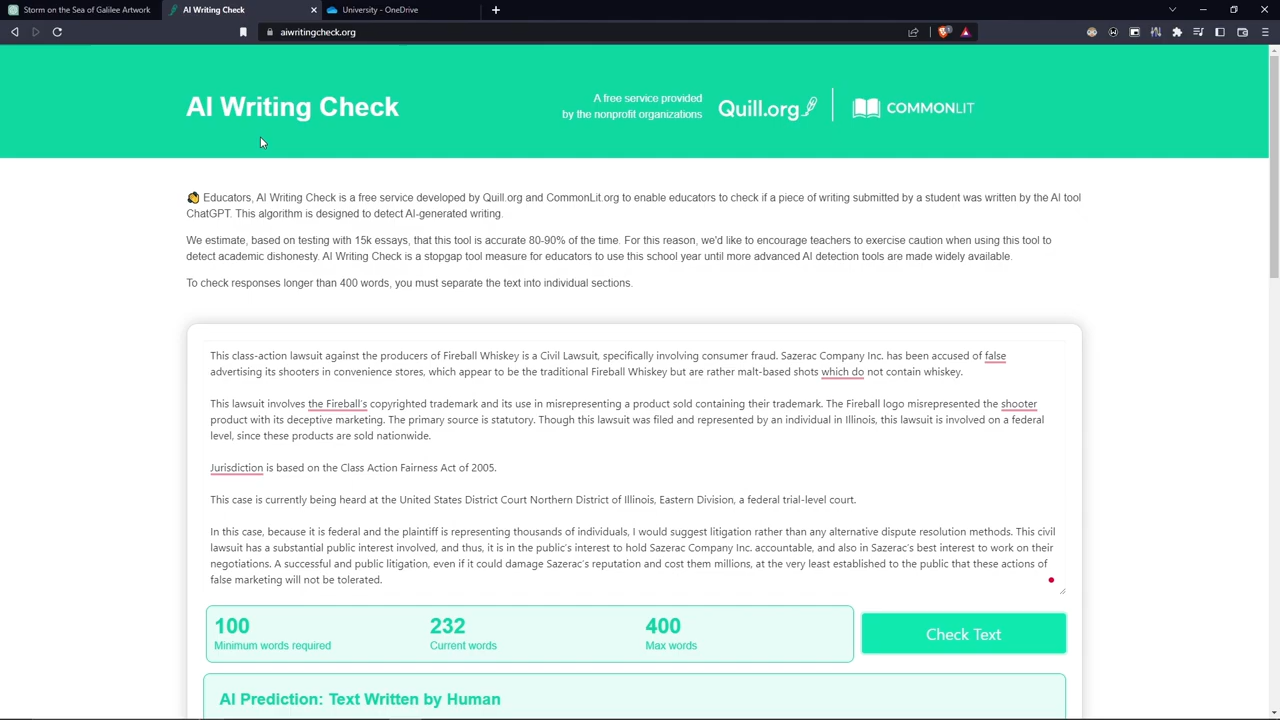 Storm on the Sea of Galilee Artwork
AI Writing Check
University - OneDrive
aiwritingcheck.org
AI Writing Check
A free service provided
by the nonprofit organizations
Quill.org
COMMONLIT
Educators, AI Writing Check is a free service developed by Quill.org and CommonLit.org to enable educators to check if a piece of writing submitted by a student was written by the AI tool
ChatGPT. This algorithm is designed to detect AI-generated writing.
We estimate, based on testing with 15k essays, that this tool is accurate 80-90% of the time. For this reason, we'd like to encourage teachers to exercise caution when using this tool to
detect academic dishonesty. AI Writing Check is a stopgap tool measure for educators to use this school year until more advanced AI detection tools are made widely available.
To check responses longer than 400 words, you must separate the text into individual sections.
This class-action lawsuit against the producers of Fireball Whiskey is a Civil Lawsuit, specifically involving consumer fraud. Sazerac Company Inc. has been accused of false
advertising its shooters in convenience stores, which appear to be the traditional Fireball Whiskey but are rather malt-based shots which do not contain whiskey.
This lawsuit involves the Fireball's copyrighted trademark and its use in misrepresenting a product sold containing their trademark. The Fireball logo misrepresented the shooter
product with its deceptive marketing. The primary source is statutory. Though this lawsuit was filed and represented by an individual in Illinois, this lawsuit is involved on a federal
level, since these products are sold nationwide.
Jurisdiction is based on the Class Action Fairness Act of 2005.
This case is currently being heard at the United States District Court Northern District of Illinois, Eastern Division, a federal trial-level court.
In this case, because it is federal and the plaintiff is representing thousands of individuals, I would suggest litigation rather than any alternative dispute resolution methods. This civil
lawsuit has a substantial public interest involved, and thus, it is in the public's interest to hold Sazerac Company Inc. accountable, and also in Sazerac's best interest to work on their
negotiations. A successful and public litigation, even if it could damage Sazerac's reputation and cost them millions, at the very least established to the public that these actions of
false marketing will not be tolerated.
100
Minimum words required
232
Current words
400
Max words
Check Text
AI Prediction: Text Written by Human